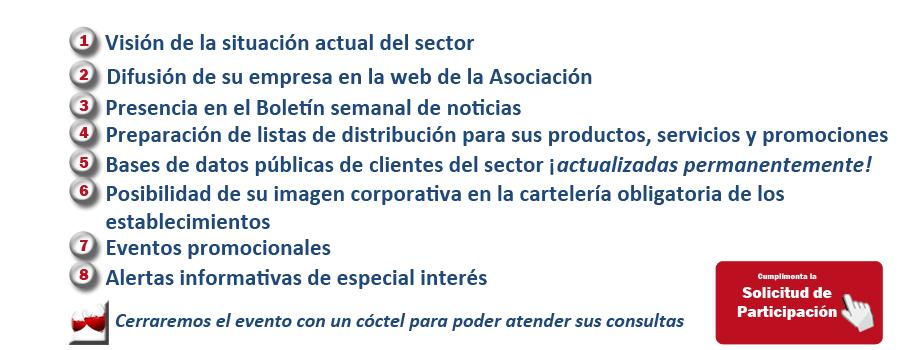 1 Visión de la situación actual del sector
2 Difusión de su empresa en la web de la Asociación
3 Presencia en el Boletín semanal de noticias
4 Preparación de listas de distribución para sus productos, servicios y promociones
5 Bases de datos públicas de clientes del sector ¡actualizadas permanentemente!
6 Posibilidad de su imagen corporativa en la cartelería obligatoria de los
establecimientos
7 Eventos promocionales
8 Alertas informativas de especial interés
Cerraremos el evento con un cóctel para poder atender sus consultas
Cumplimenta la
Solicitud de
Participación